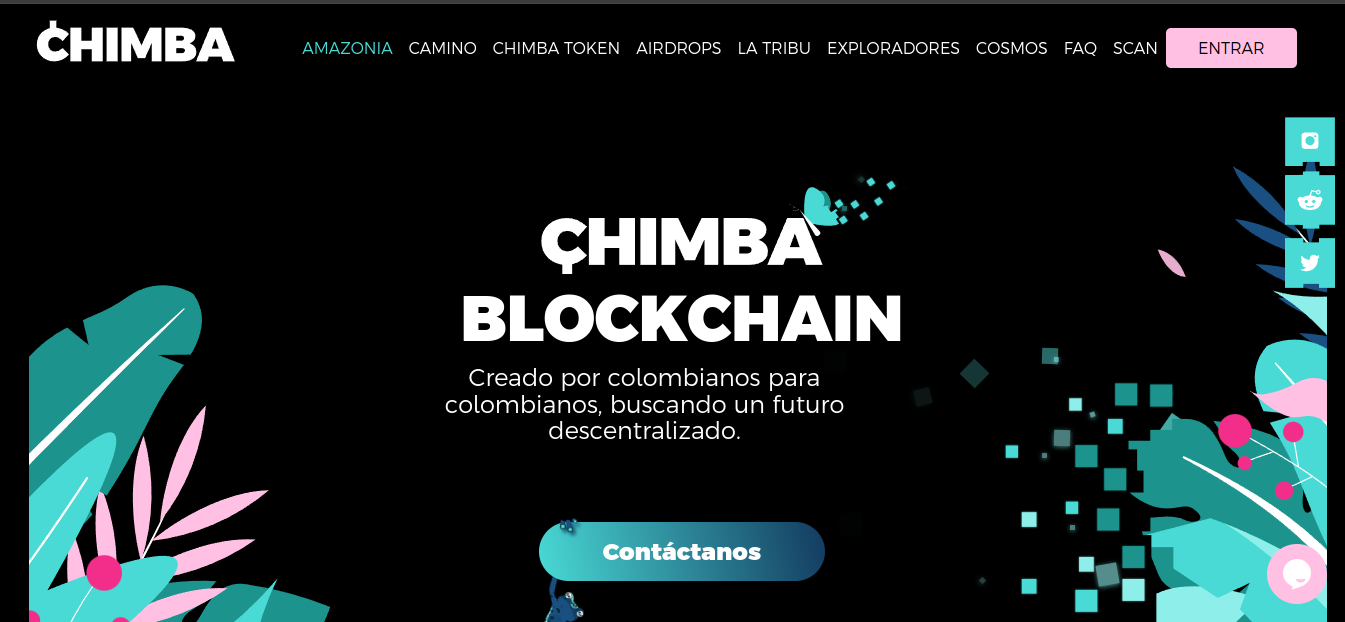 CHIMBA
AMAZONIA CAMINO CHIMBA TOKEN AIRDROPS LA TRIBU EXPLORADORES COSMOS FAQ SCAN ENTRAR
ÇHIMBA
BLOCKCHAIN
Creado por colombianos para
colombianos, buscando un futuro
descentralizado.
Contáctanos